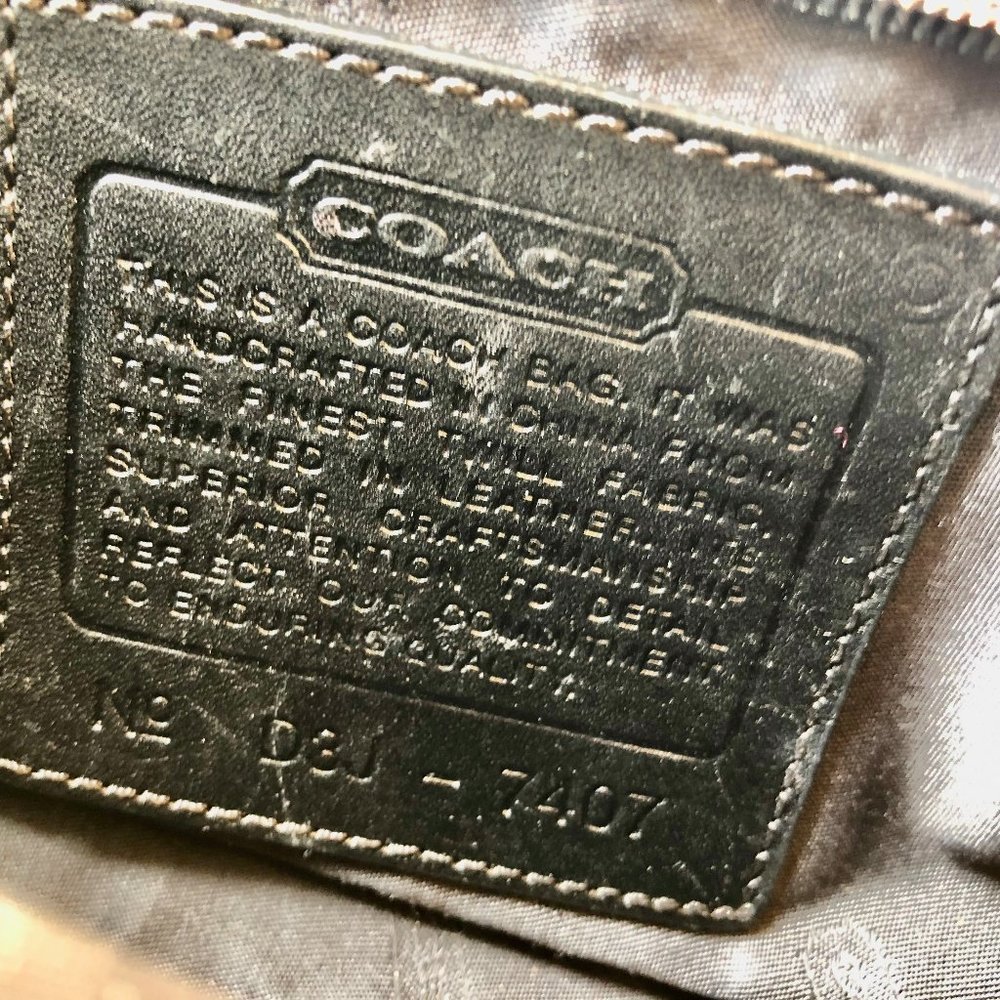 COACH
THIS IS A COACH BAG. IT WAS
HANDCRAFTED IN CHINA FROM
THE FINEST TWILL FABRIC,
TRIMMED IN LEATHER. ITS
SUPERIOR CRAFTSMANSHIP
AND ATTENTION TO DETAIL
REFLECT OUR COMMITMENT
TO ENDURING QUALITY.
Nº D3J - 7407